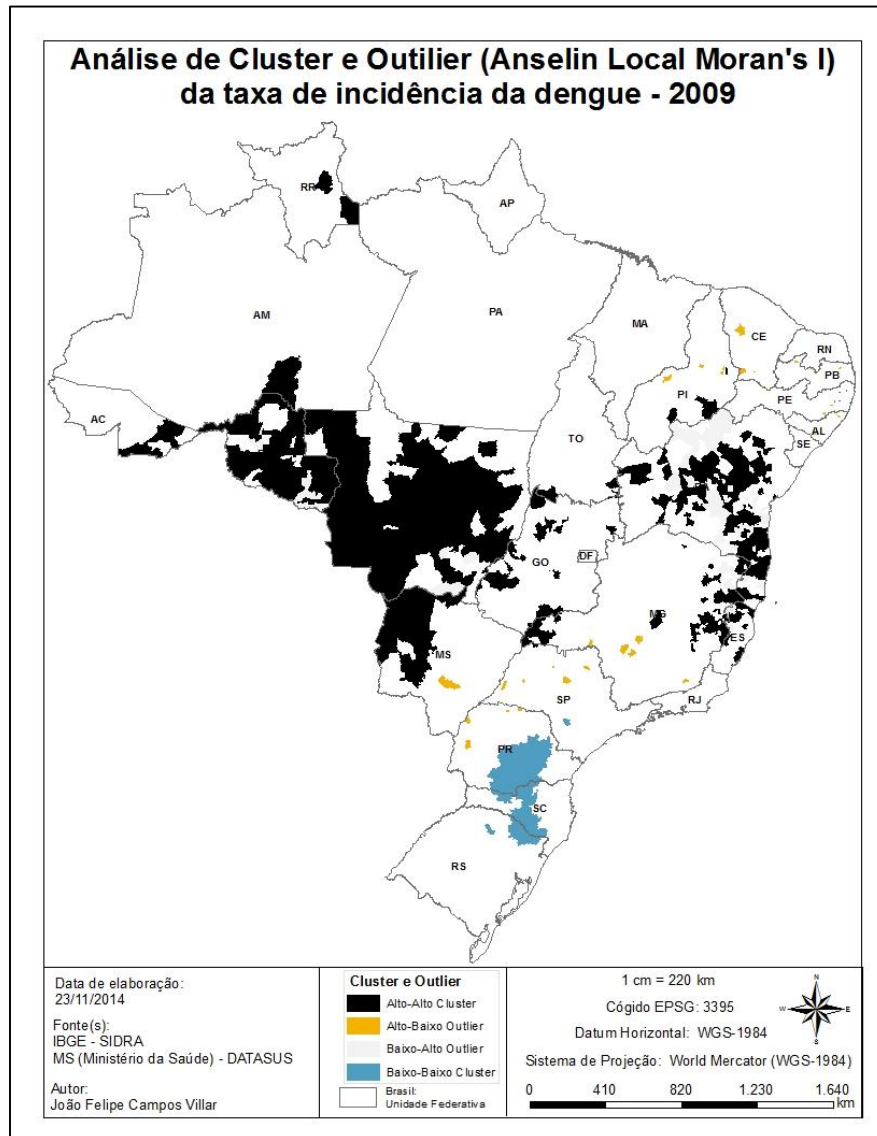 Análise de Cluster e Outilier (Anselin Local Moran's I)
da taxa de incidência da dengue - 2009
RR
AP
AM
PA
MA
CE
RN
PB
PI
PE
AC
AL
SE
TO
GO
DF
MG
ES
MS
SP
RJ
PR
SC
RS
Data de elaboração:
23/11/2014
Fonte(s):
IBGE - SIDRA
MS (Ministério da Saúde) - DATASUS
Autor:
João Felipe Campos Villar
Cluster e Outlier
Alto-Alto Cluster
Alto-Baixo Outlier
Baixo-Alto Outlier
Baixo-Baixo Cluster
Brasil:
Unidade Federativa
1 cm = 220 km
Cógido EPSG: 3395
Datum Horizontal: WGS-1984
Sistema de Projeção: World Mercator (WGS-1984)
N
W
E
S
0 410 820 1.230 1.640
km